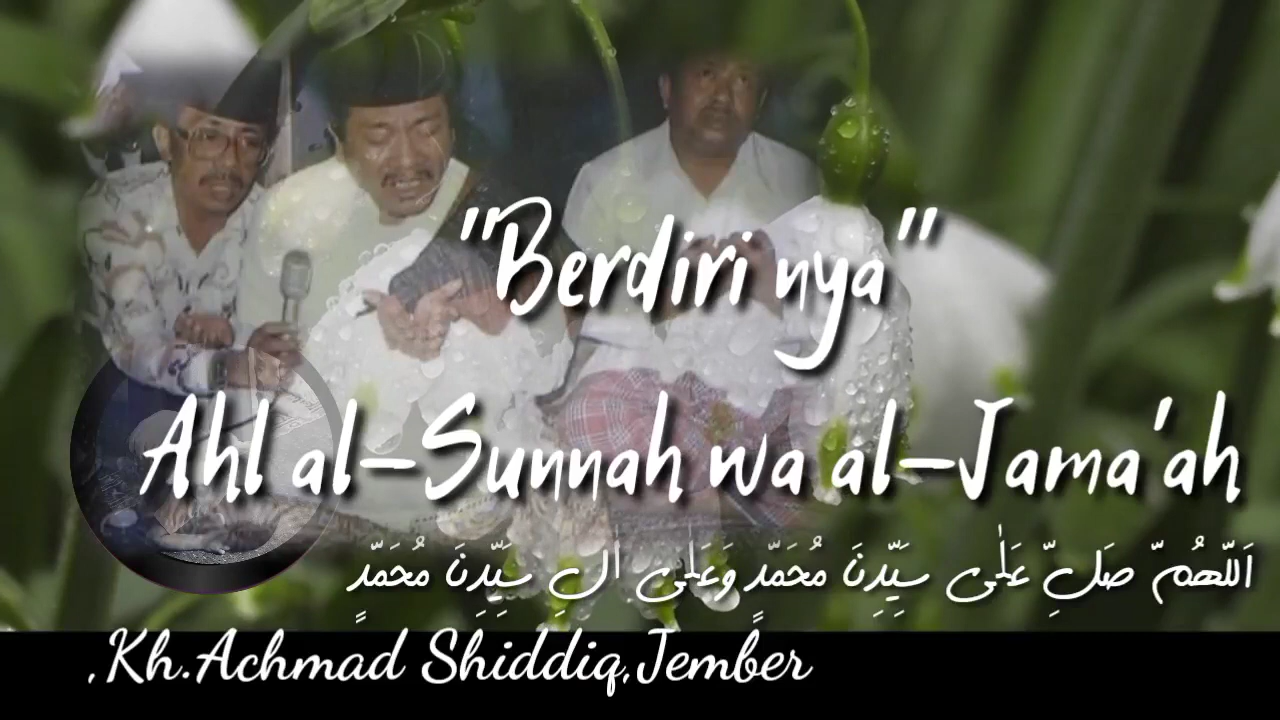 "Berdiri nya"
Ahl al-Sunnah wa al-Jama'ah
اَللّٰهُمَّ صَلِّ عَلٰى سَيِّدِنَا مُحَمَّدٍ وَعَلٰى اٰلِ سَيِّدِنَا مُحَمَّدٍ
,Kh.Achmad Shiddiq,Jember